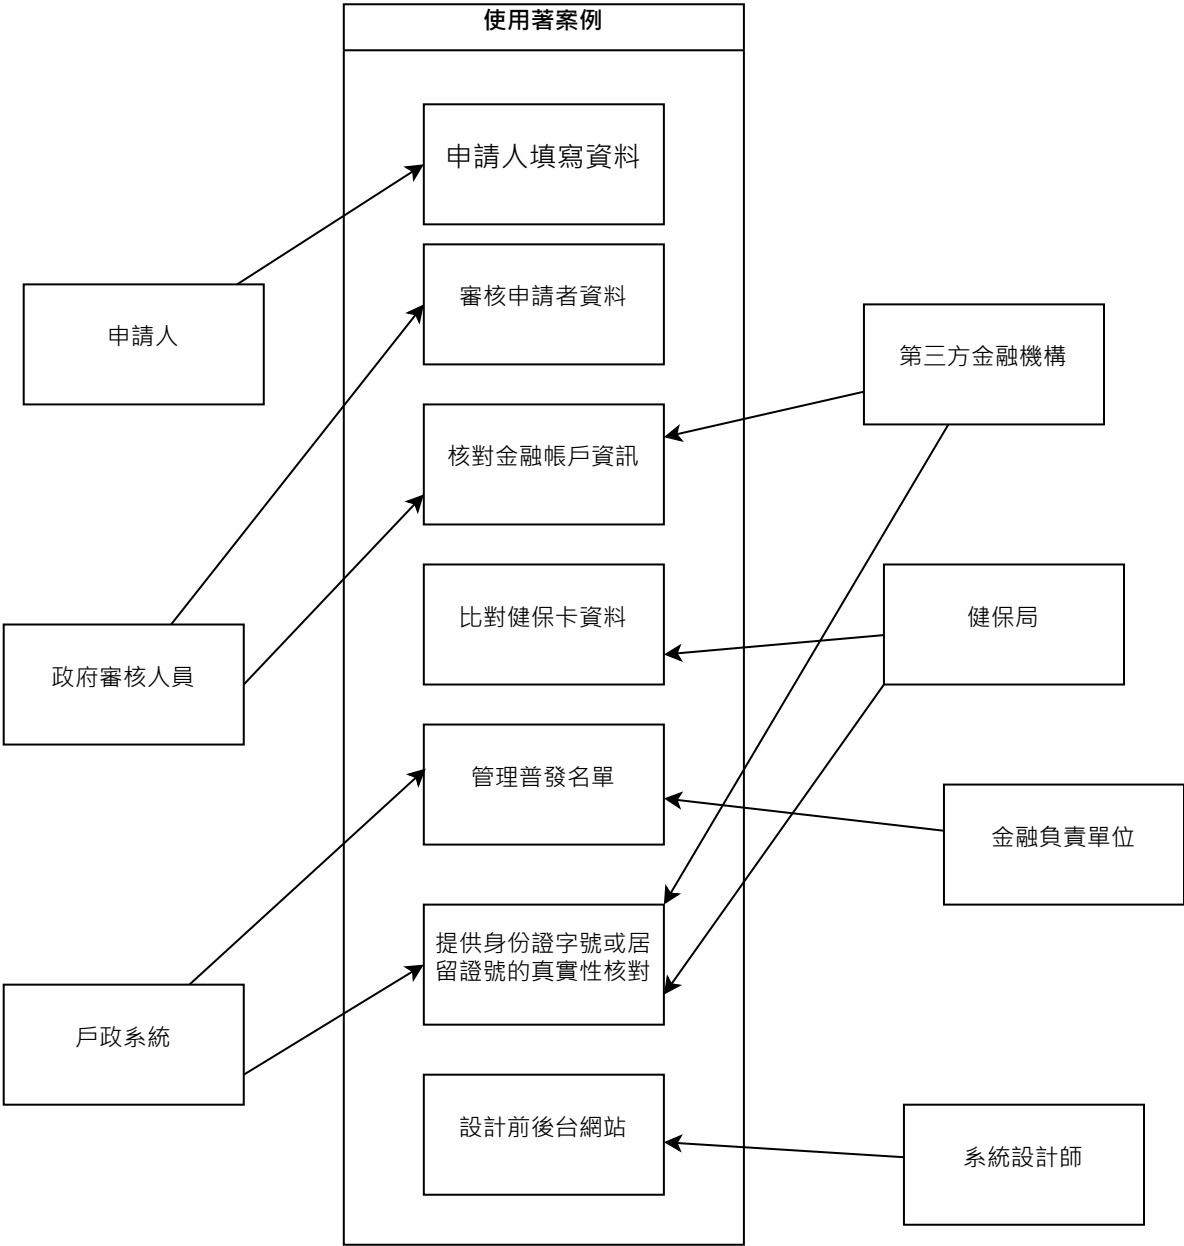 使用著案例
申請人填寫資料
審核申請者資料
申請人
第三方金融機構
核對金融帳戶資訊
比對健保卡資料
健保局
政府審核人員
管理普發名單
金融負責單位
提供身份證字號或居
留證號的真實性核對
戶政系統
設計前後台網站
系統設計師